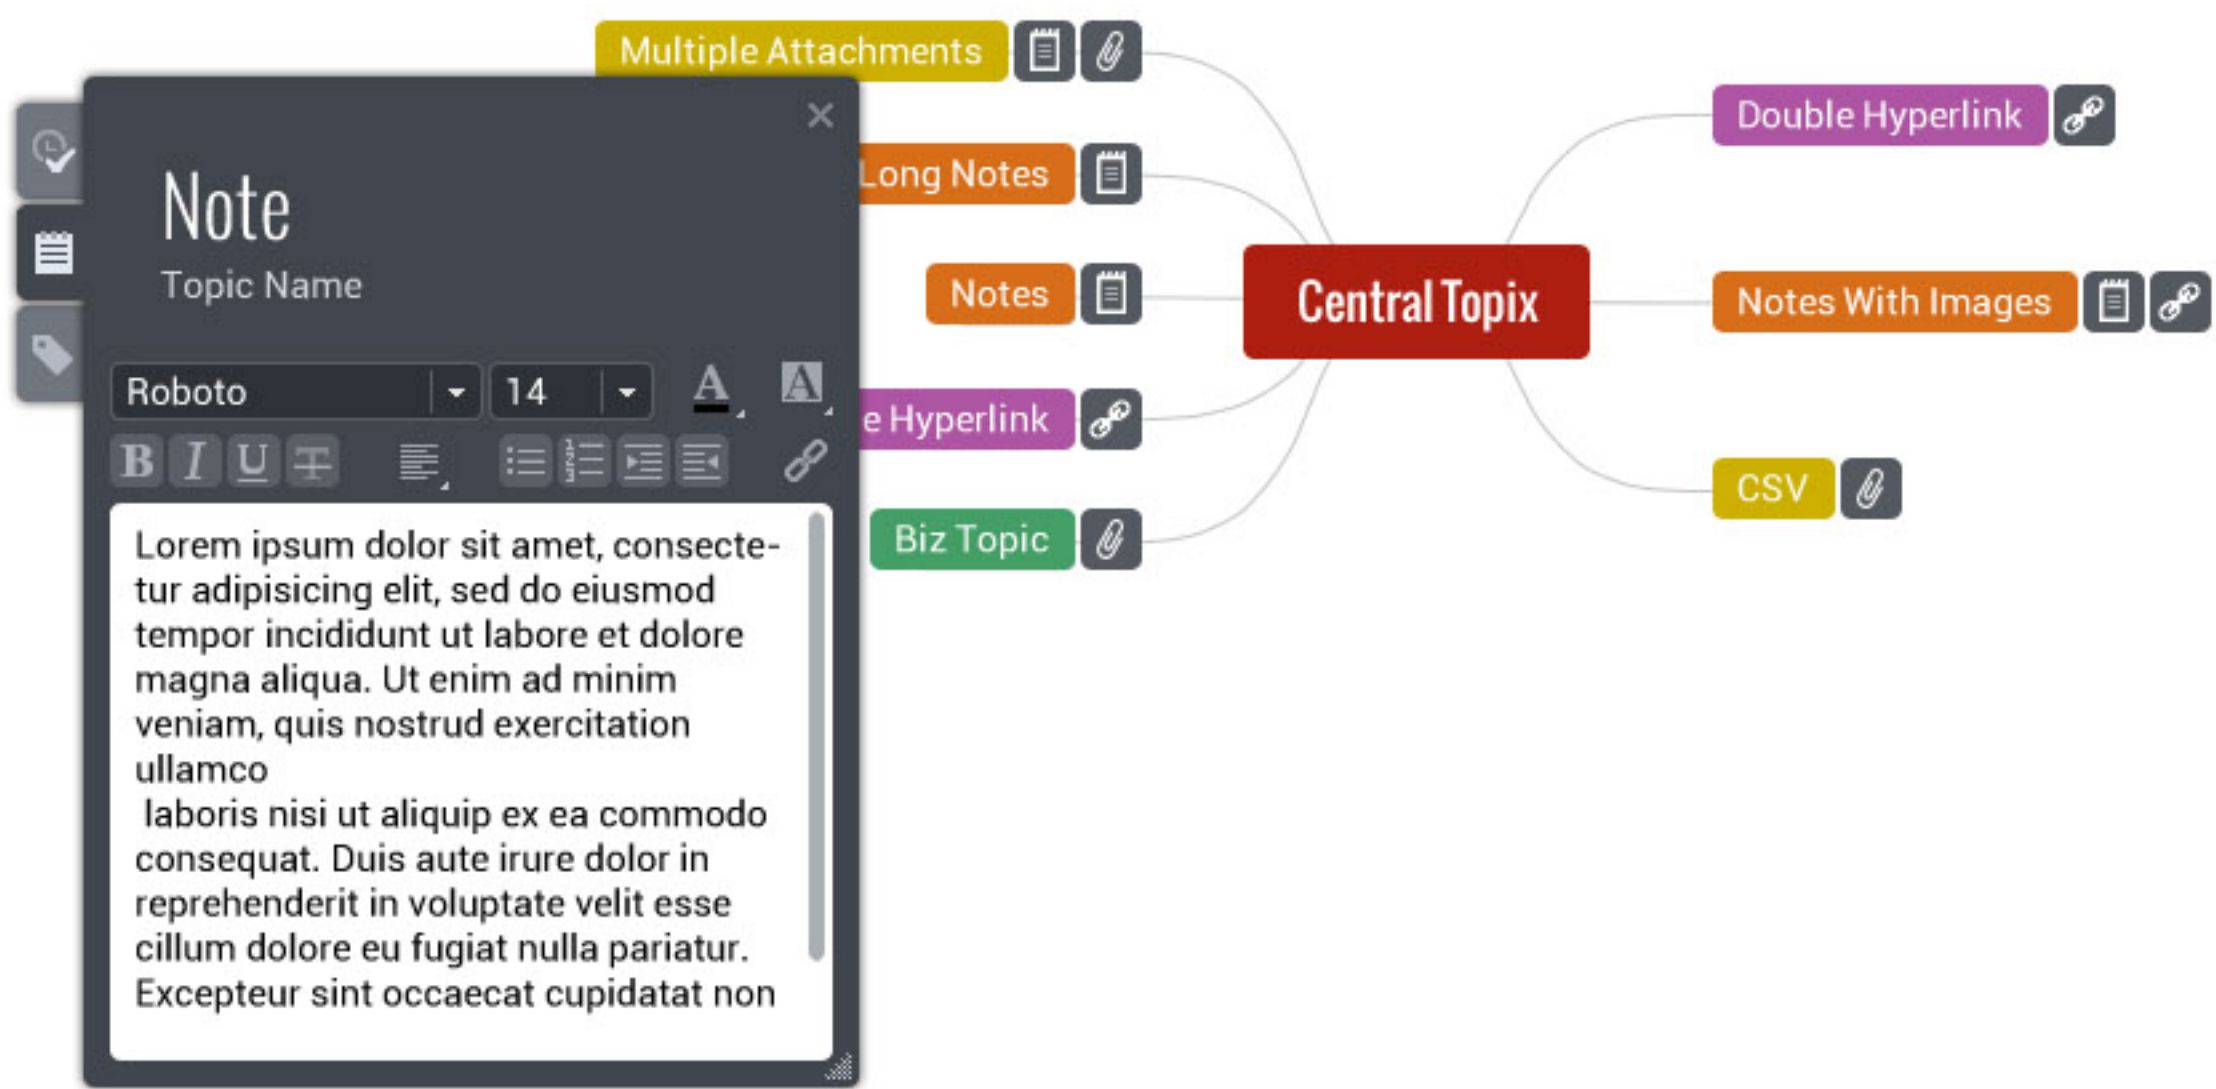 Multiple Attachments
Long Notes
Notes
e Hyperlink
Biz Topic
Central Topix
Double Hyperlink
Notes With Images
CSV
Note
Topic Name
Roboto
14
A
A
B I U T
Lorem ipsum dolor sit amet, consecte-
tur adipisicing elit, sed do eiusmod
tempor incididunt ut labore et dolore
magna aliqua. Ut enim ad minim
veniam, quis nostrud exercitation
ullamco
laboris nisi ut aliquip ex ea commodo
consequat. Duis aute irure dolor in
reprehenderit in voluptate velit esse
cillum dolore eu fugiat nulla pariatur.
Excepteur sint occaecat cupidatat non